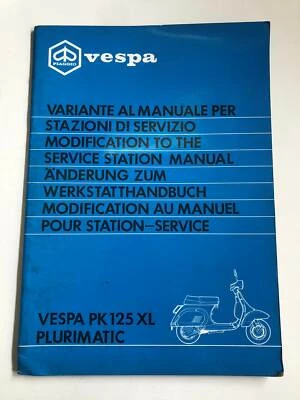 PIAGGIO
vespa
VARIANTE AL MANUALE PER
STAZIONI DI SERVIZIO
MODIFICATION TO THE
SERVICE STATION MANUAL
ÄNDERUNG ZUM
WERKSTATTHANDBUCH
MODIFICATION AU MANUEL
POUR STATION-SERVICE
VESPA PK 125 XL
PLURIMATIC